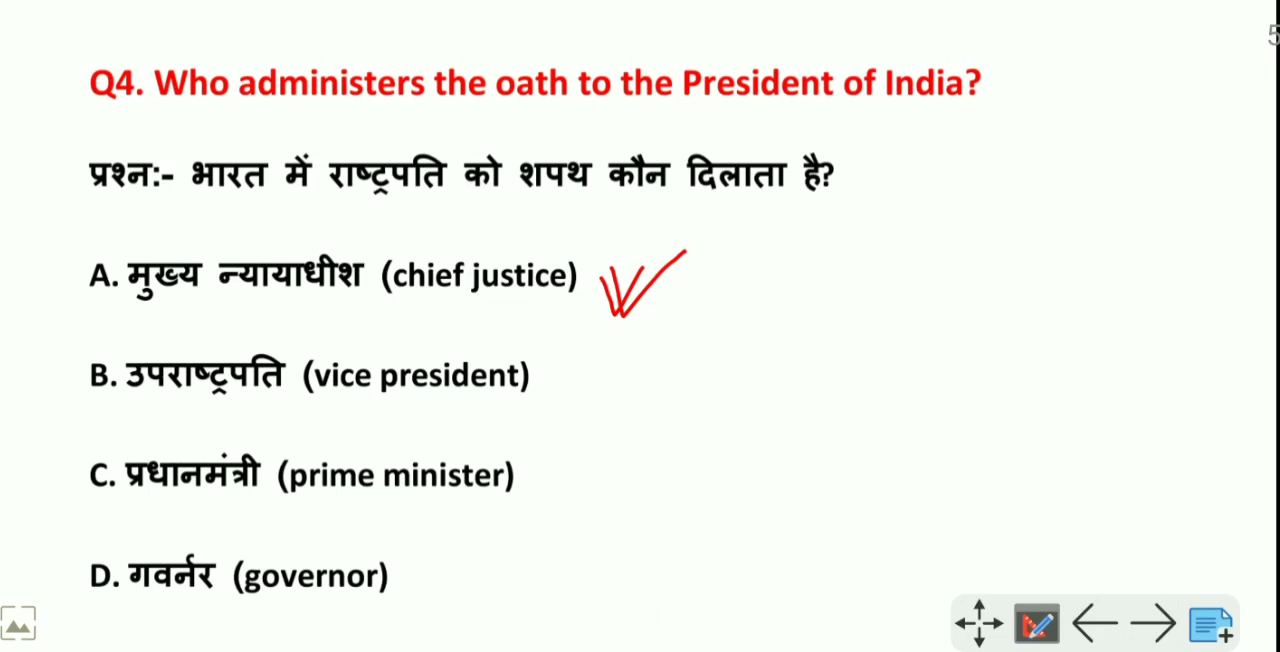 5
Q4. Who administers the oath to the President of India?
प्रश्न:- भारत में राष्ट्रपति को शपथ कौन दिलाता है?
A. मुख्य न्यायाधीश (chief justice)
B. उपराष्ट्रपति (vice president)
C. प्रधानमंत्री (prime minister)
D. गवर्नर (governor)